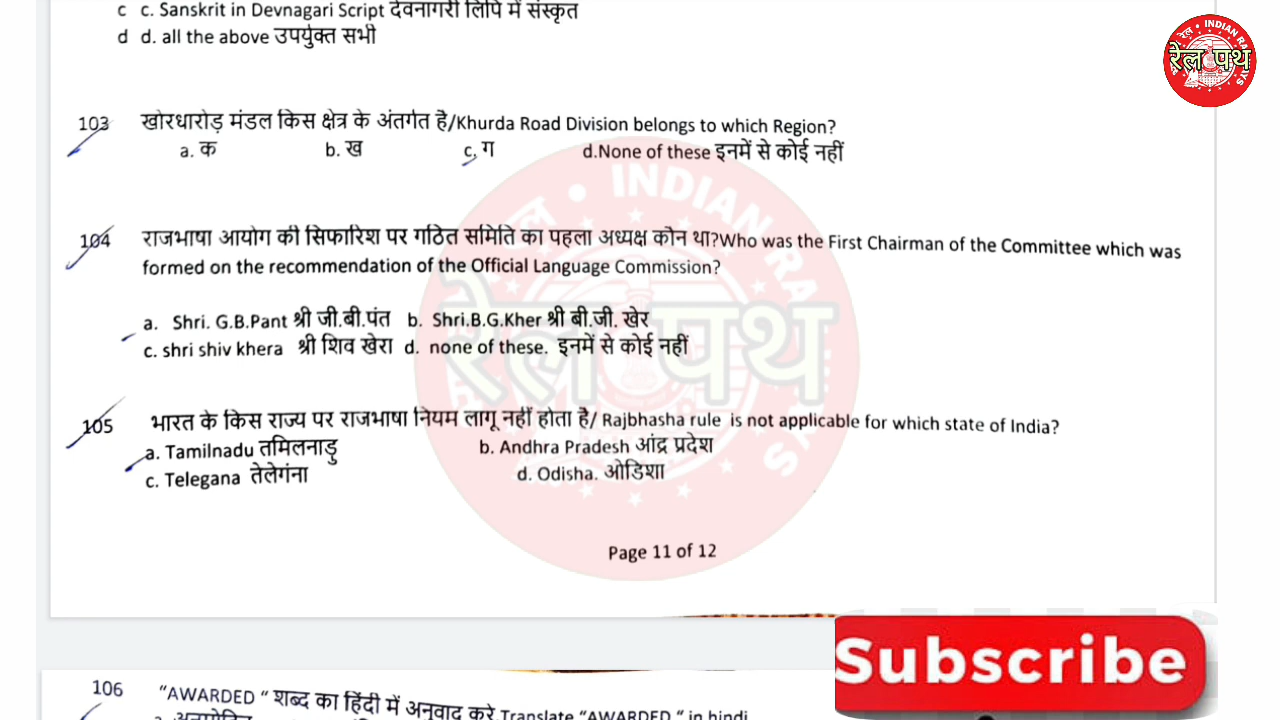 c c. Sanskrit in Devnagari Script देवनागरी लिपि में संस्कृत
d d. all the above उपर्युक्त सभी
INDIAN RAILWAYS
रेल पथ
103 खोरधारोड़ मंडल किस क्षेत्र के अंतर्गत है/Khurda Road Division belongs to which Region?
a. क b. ख c. ग d.None of these इनमें से कोई नहीं
104 राजभाषा आयोग की सिफारिश पर गठित समिति का पहला अध्यक्ष कोन था?Who was the First Chairman of the Committee which was
formed on the recommendation of the Official Language Commission?
a. Shri. G.B.Pant श्री जी.बी.पंत b. Shri.B.G.Kher श्री बी.जी. खेर
c. shri shiv khera श्री शिव खेरा d. none of these. इनमें से कोई नहीं
रेल पथ
105 भारत के किस राज्य पर राजभाषा नियम लागू नहीं होता है/ Rajbhasha rule is not applicable for which state of India?
a. Tamilnadu तमिलनाडु b. Andhra Pradesh आंद्र प्रदेश
c. Telegana तेलेगंना d. Odisha. ओडिशा
Page 11 of 12
Subscribe
106 "AWARDED " शब्द का हिंदी में अनुवाद करे.Translate "AWARDED " in hindi